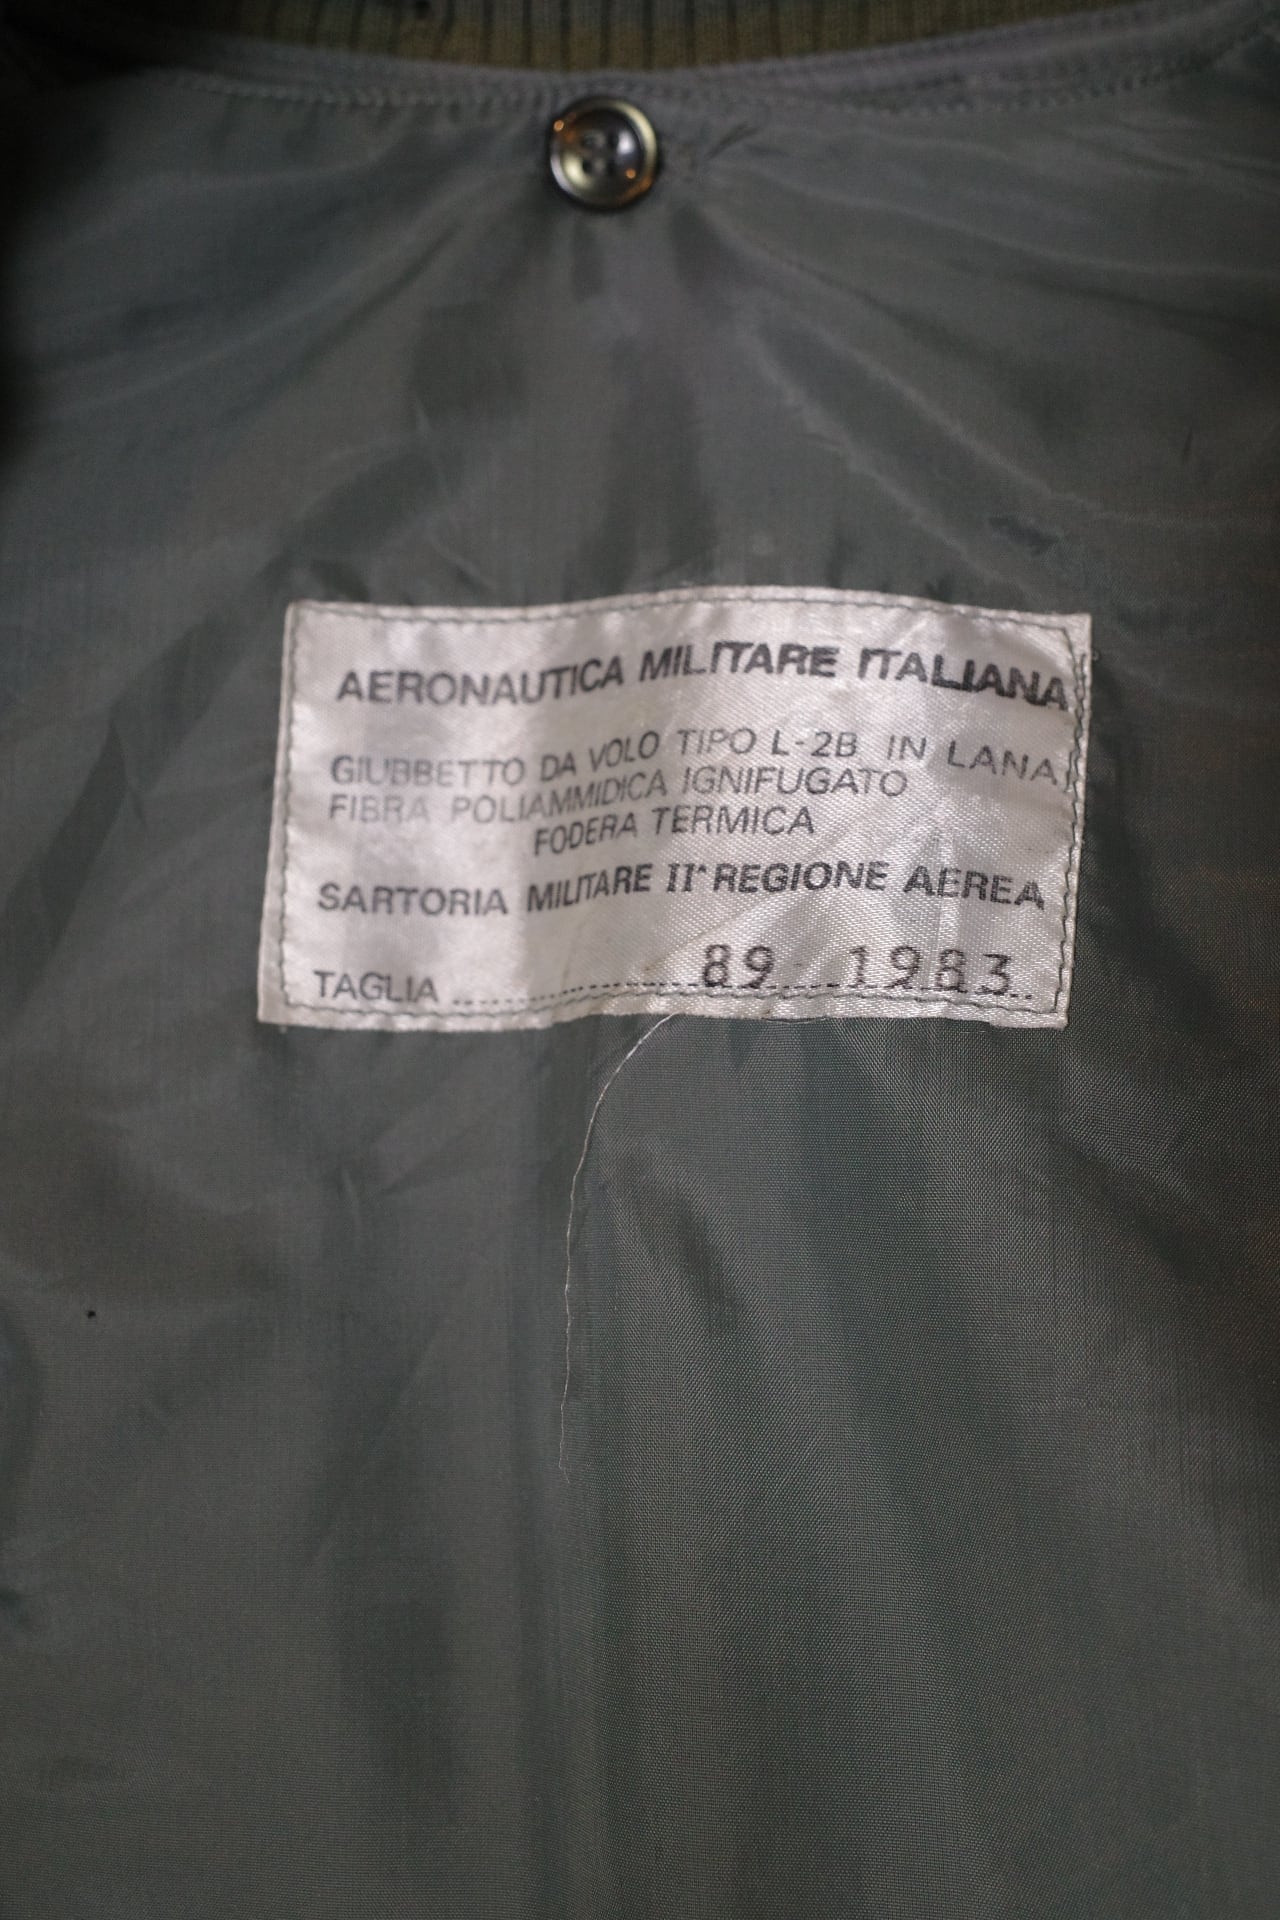 AERONAUTICA MILITARE ITALIANA
GIUBBETTO DA VOLO TIPO L-2B IN LANA,
FIBRA POLIAMMIDICA IGNIFUGATO
FODERA TERMICA
SARTORIA MILITARE IIª REGIONE AEREA
TAGLIA .......... 89 1983